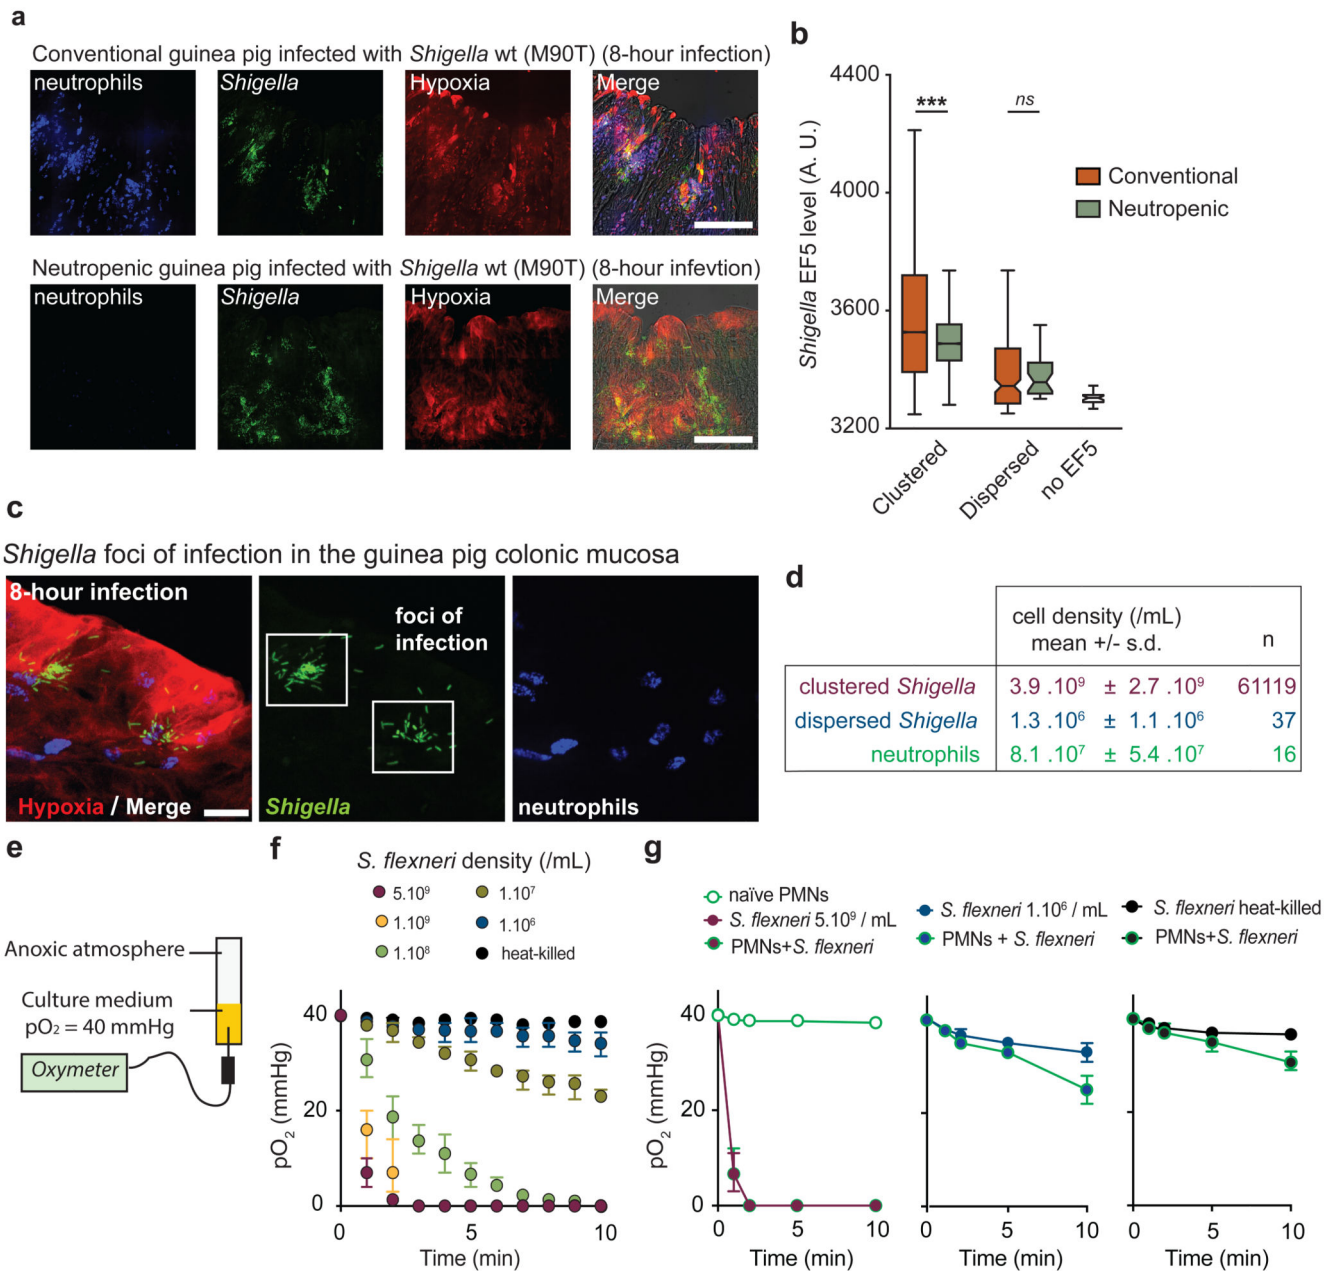 a
Conventional guinea pig infected with Shigella wt (M90T) (8-hour infection)
neutrophils
Shigella
Hypoxia
Merge
Neutropenic guinea pig infected with Shigella wt (M90T) (8-hour infevtion)
neutrophils
Shigella
Hypoxia
Merge
b
Shigella EF5 level (A. U.)
4400
4000
3600
3200
***
ns
Conventional
Neutropenic
Clustered
Dispersed
no EF5
c
Shigella foci of infection in the guinea pig colonic mucosa
8-hour infection
Hypoxia / Merge
foci of
infection
Shigella
neutrophils
d
cell density (/mL)
mean +/- s.d.
n
clustered Shigella 3.9 .10⁹ ± 2.7 .10⁹ 61119
dispersed Shigella 1.3 .10⁶ ± 1.1 .10⁶ 37
neutrophils 8.1 .10⁷ ± 5.4 .10⁷ 16
e
Anoxic atmosphere
Culture medium
pO₂ = 40 mmHg
Oxymeter
f
S. flexneri density (/mL)
5.10⁹
1.10⁹
1.10⁸
1.10⁷
1.10⁶
heat-killed
pO₂ (mmHg)
40
20
0
0 5 10
Time (min)
g
naïve PMNs
S. flexneri 5.10⁹ / mL
PMNs+S. flexneri
S. flexneri 1.10⁶ / mL
PMNs + S. flexneri
S. flexneri heat-killed
PMNs+S. flexneri
pO₂ (mmHg)
40
20
0
0 5 10
Time (min)
0 5 10
Time (min)
0 5 10
Time (min)